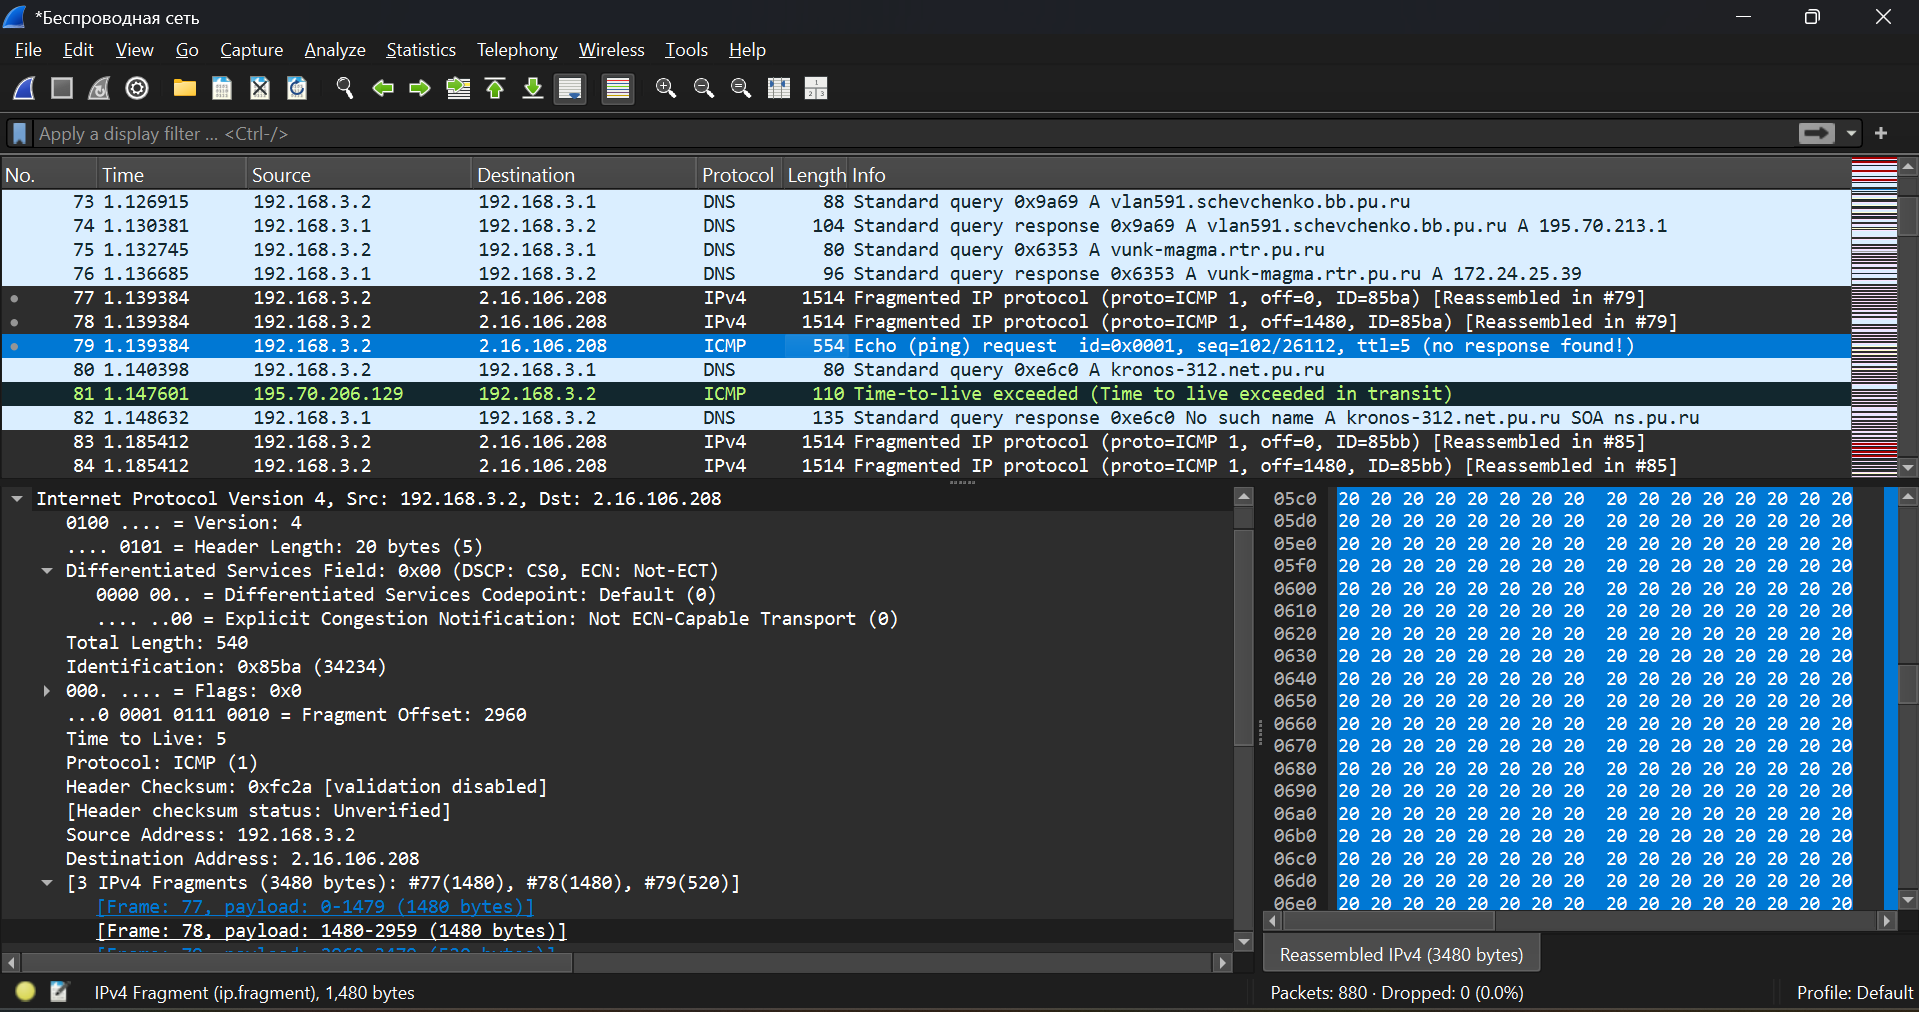 *Беспроводная сеть
File Edit View Go Capture Analyze Statistics Telephony Wireless Tools Help
Apply a display filter ... <Ctrl-/>
No. Time Source Destination Protocol Length Info
73 1.126915 192.168.3.2 192.168.3.1 DNS 88 Standard query 0x9a69 A vlan591.schevchenko.bb.pu.ru
74 1.130381 192.168.3.1 192.168.3.2 DNS 104 Standard query response 0x9a69 A vlan591.schevchenko.bb.pu.ru A 195.70.213.1
75 1.132745 192.168.3.2 192.168.3.1 DNS 80 Standard query 0x6353 A vunk-magma.rtr.pu.ru
76 1.136685 192.168.3.1 192.168.3.2 DNS 96 Standard query response 0x6353 A vunk-magma.rtr.pu.ru A 172.24.25.39
77 1.139384 192.168.3.2 2.16.106.208 IPv4 1514 Fragmented IP protocol (proto=ICMP 1, off=0, ID=85ba) [Reassembled in #79]
78 1.139384 192.168.3.2 2.16.106.208 IPv4 1514 Fragmented IP protocol (proto=ICMP 1, off=1480, ID=85ba) [Reassembled in #79]
79 1.139384 192.168.3.2 2.16.106.208 ICMP 554 Echo (ping) request id=0x0001, seq=102/26112, ttl=5 (no response found!)
80 1.140398 192.168.3.2 192.168.3.1 DNS 80 Standard query 0xe6c0 A kronos-312.net.pu.ru
81 1.147601 195.70.206.129 192.168.3.2 ICMP 110 Time-to-live exceeded (Time to live exceeded in transit)
82 1.148632 192.168.3.1 192.168.3.2 DNS 135 Standard query response 0xe6c0 No such name A kronos-312.net.pu.ru SOA ns.pu.ru
83 1.185412 192.168.3.2 2.16.106.208 IPv4 1514 Fragmented IP protocol (proto=ICMP 1, off=0, ID=85bb) [Reassembled in #85]
84 1.185412 192.168.3.2 2.16.106.208 IPv4 1514 Fragmented IP protocol (proto=ICMP 1, off=1480, ID=85bb) [Reassembled in #85]
Internet Protocol Version 4, Src: 192.168.3.2, Dst: 2.16.106.208
0100 .... = Version: 4
.... 0101 = Header Length: 20 bytes (5)
Differentiated Services Field: 0x00 (DSCP: CS0, ECN: Not-ECT)
0000 00.. = Differentiated Services Codepoint: Default (0)
.... ..00 = Explicit Congestion Notification: Not ECN-Capable Transport (0)
Total Length: 540
Identification: 0x85ba (34234)
000. .... = Flags: 0x0
...0 0001 0111 0010 = Fragment Offset: 2960
Time to Live: 5
Protocol: ICMP (1)
Header Checksum: 0xfc2a [validation disabled]
[Header checksum status: Unverified]
Source Address: 192.168.3.2
Destination Address: 2.16.106.208
[3 IPv4 Fragments (3480 bytes): #77(1480), #78(1480), #79(520)]
[Frame: 77, payload: 0-1479 (1480 bytes)]
[Frame: 78, payload: 1480-2959 (1480 bytes)]
05c0 20 20 20 20 20 20 20 20 20 20 20 20 20 20 20 20
05d0 20 20 20 20 20 20 20 20 20 20 20 20 20 20 20 20
05e0 20 20 20 20 20 20 20 20 20 20 20 20 20 20 20 20
05f0 20 20 20 20 20 20 20 20 20 20 20 20 20 20 20 20
0600 20 20 20 20 20 20 20 20 20 20 20 20 20 20 20 20
0610 20 20 20 20 20 20 20 20 20 20 20 20 20 20 20 20
0620 20 20 20 20 20 20 20 20 20 20 20 20 20 20 20 20
0630 20 20 20 20 20 20 20 20 20 20 20 20 20 20 20 20
0640 20 20 20 20 20 20 20 20 20 20 20 20 20 20 20 20
0650 20 20 20 20 20 20 20 20 20 20 20 20 20 20 20 20
0660 20 20 20 20 20 20 20 20 20 20 20 20 20 20 20 20
0670 20 20 20 20 20 20 20 20 20 20 20 20 20 20 20 20
0680 20 20 20 20 20 20 20 20 20 20 20 20 20 20 20 20
0690 20 20 20 20 20 20 20 20 20 20 20 20 20 20 20 20
06a0 20 20 20 20 20 20 20 20 20 20 20 20 20 20 20 20
06b0 20 20 20 20 20 20 20 20 20 20 20 20 20 20 20 20
06c0 20 20 20 20 20 20 20 20 20 20 20 20 20 20 20 20
06d0 20 20 20 20 20 20 20 20 20 20 20 20 20 20 20 20
06e0 20 20 20 20 20 20 20 20 20 20 20 20 20 20 20 20
Reassembled IPv4 (3480 bytes)
IPv4 Fragment (ip.fragment), 1,480 bytes
Packets: 880 · Dropped: 0 (0.0%)
Profile: Default